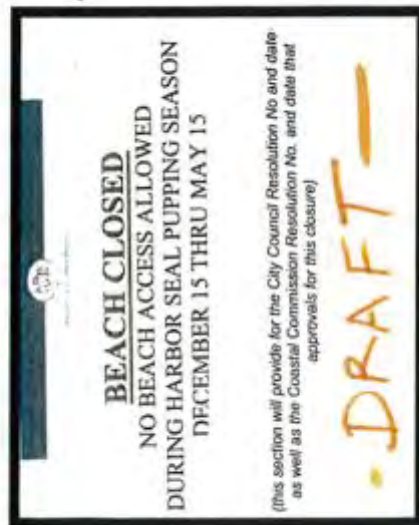 BEACH CLOSED
NO BEACH ACCESS ALLOWED
DURING HARBOR SEAL PUPPING SEASON
DECEMBER 15 THRU MAY 15
(this section will provide for the City Council Resolution No and date
as well as the Coastal Commission Resolution No. and date that
approvals for this closure)
- DRAFT -